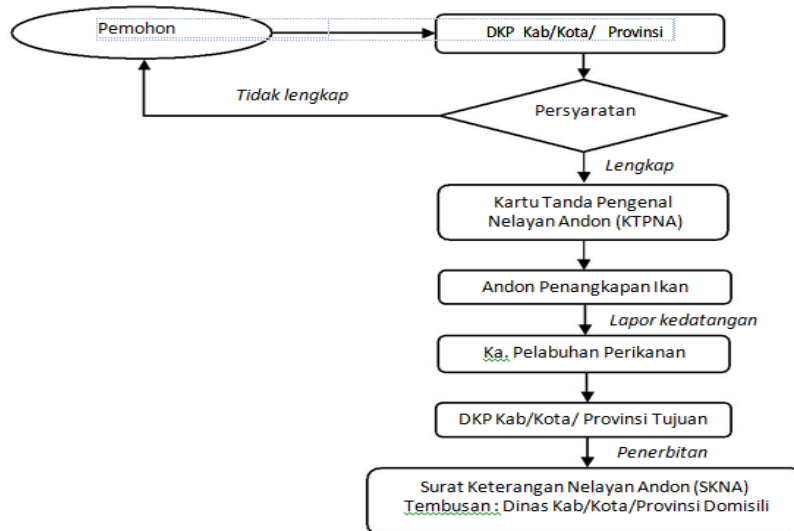 Pemohon
DKP Kab/Kota/ Provinsi
Tidak lengkap
Persyaratan
Lengkap
Kartu Tanda Pengenal
Nelayan Andon (KTPNA)
Andon Penangkapan Ikan
Lapor kedatangan
Ka. Pelabuhan Perikanan
DKP Kab/Kota/ Provinsi Tujuan
Penerbitan
Surat Keterangan Nelayan Andon (SKNA)
Tembusan : Dinas Kab/Kota/Provinsi Domisili